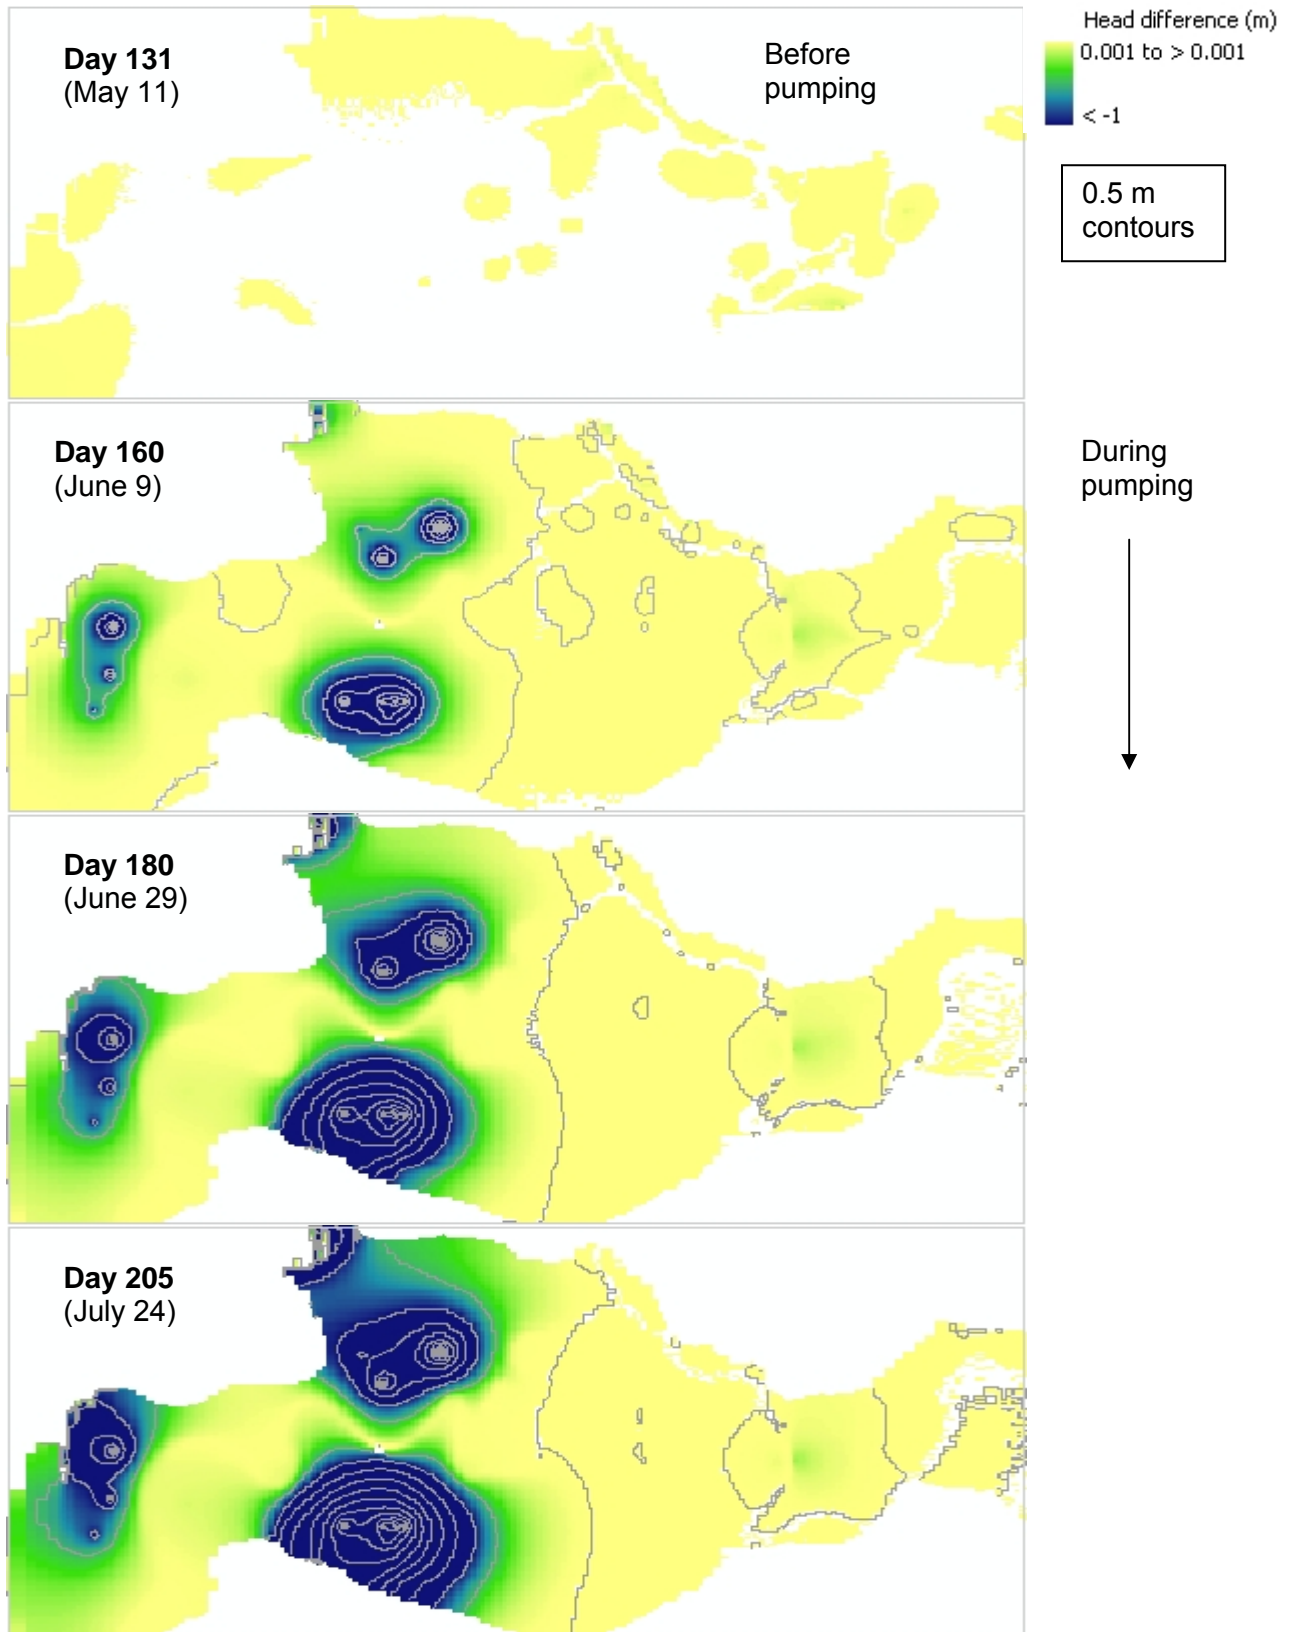 Day 131
(May 11)
Before
pumping
Head difference (m)
0.001 to > 0.001
< -1
0.5 m
contours
Day 160
(June 9)
During
pumping
Day 180
(June 29)
Day 205
(July 24)